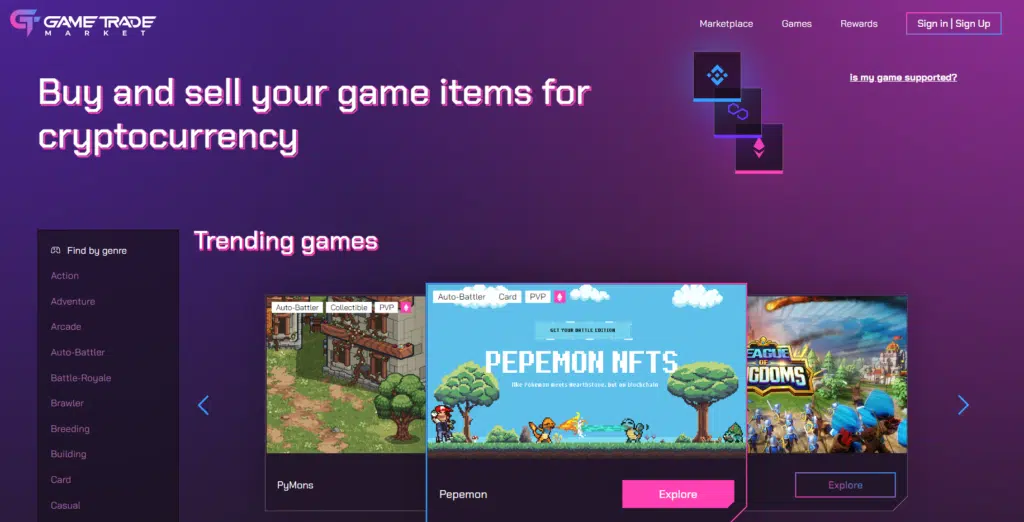 GAME TRADE
MARKET
Marketplace
Games
Rewards
Sign in | Sign Up
Is my game supported?
Buy and sell your game items for
cryptocurrency
Find by genre
Action
Adventure
Arcade
Auto-Battler
Battle-Royale
Brawler
Breeding
Building
Card
Casual
Trending games
Auto-Battler Collectible PVP
PyMons
Auto-Battler Card PVP
GET YOUR BATTLE EDITION
PEPEMON NFTS
like Pokemon meets Hearthstone, but on blockchain
Pepemon
Explore
EAGUE
OF
NGDOMS
Explore